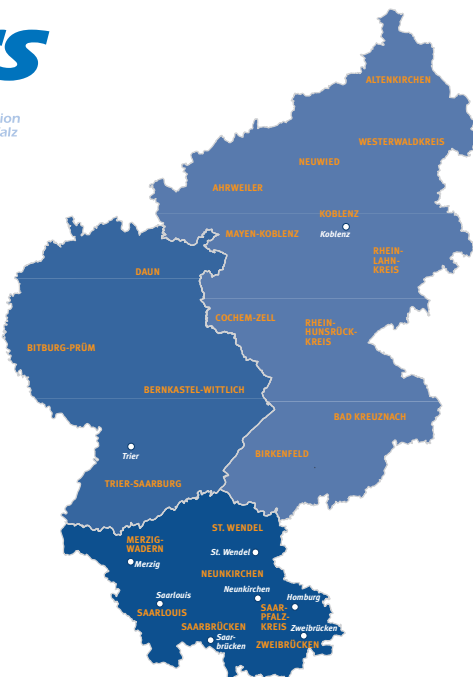 ALTENKIRCHEN
WESTERWALDKREIS
NEUWIED
AHRWEILER
KOBLENZ
Koblenz
MAYEN-KOBLENZ
RHEIN-
LAHN-
KREIS
DAUN
COCHEM-ZELL
RHEIN-
HUNSRÜCK-
KREIS
BITBURG-PRÜM
BERNKASTEL-WITTLICH
BAD KREUZNACH
Trier
BIRKENFELD
TRIER-SAARBURG
ST. WENDEL
MERZIG-
WADERN
Merzig
St. Wendel
NEUNKIRCHEN
Neunkirchen
Saarlouis
SAARLOUIS
Homburg
SAAR-
PFALZ-
KREIS
SAARBRÜCKEN
Saar-
brücken
Zweibrücken
ZWEIBRÜCKEN